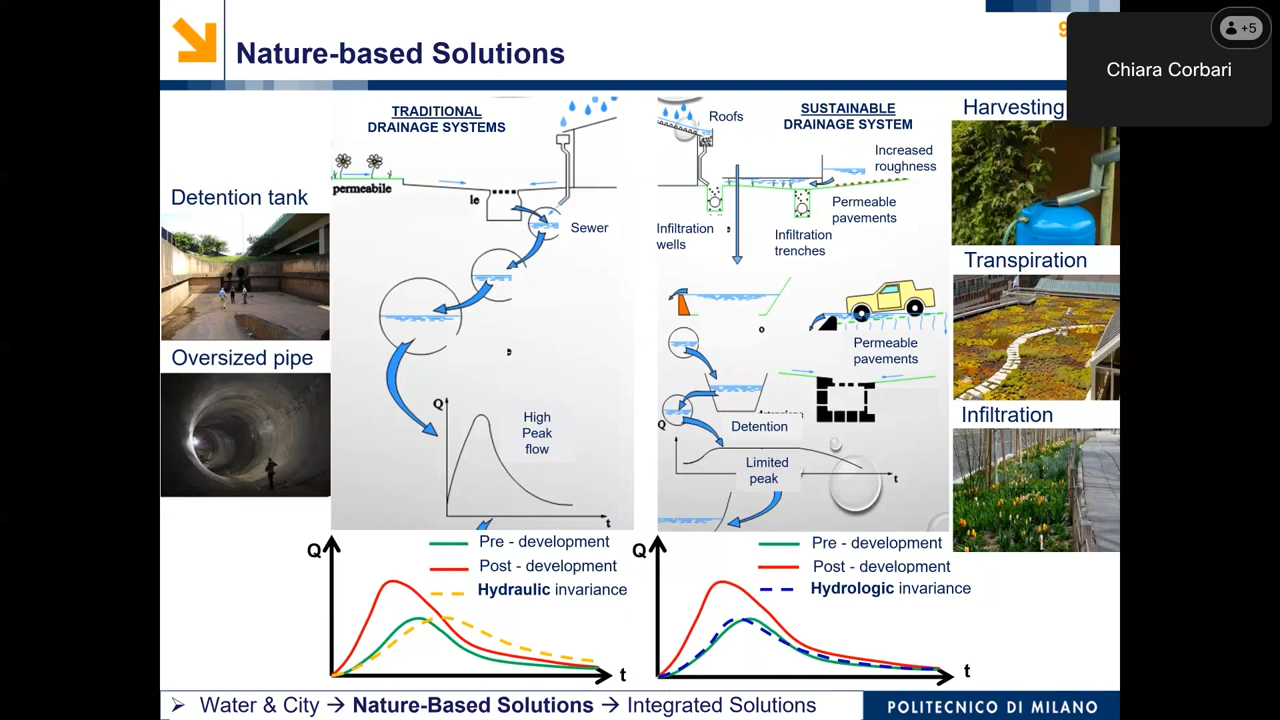 Nature-based Solutions
9
+5
Chiara Corbari
TRADITIONAL
DRAINAGE SYSTEMS
permeabile
le
Sewer
e
Q
High
Peak
flow
t
Detention tank
Oversized pipe
SUSTAINABLE
DRAINAGE SYSTEM
Roofs
Increased
roughness
Permeable
pavements
Infiltration
wells
e
Infiltration
trenches
o
Permeable
pavements
Detention
Q
Limited
peak
t
Harvesting
Transpiration
Infiltration
Q
Pre - development
Post - development
Hydraulic invariance
t
Q
Pre - development
Post - development
Hydrologic invariance
t
➢ Water & City → Nature-Based Solutions → Integrated Solutions
POLITECNICO DI MILANO